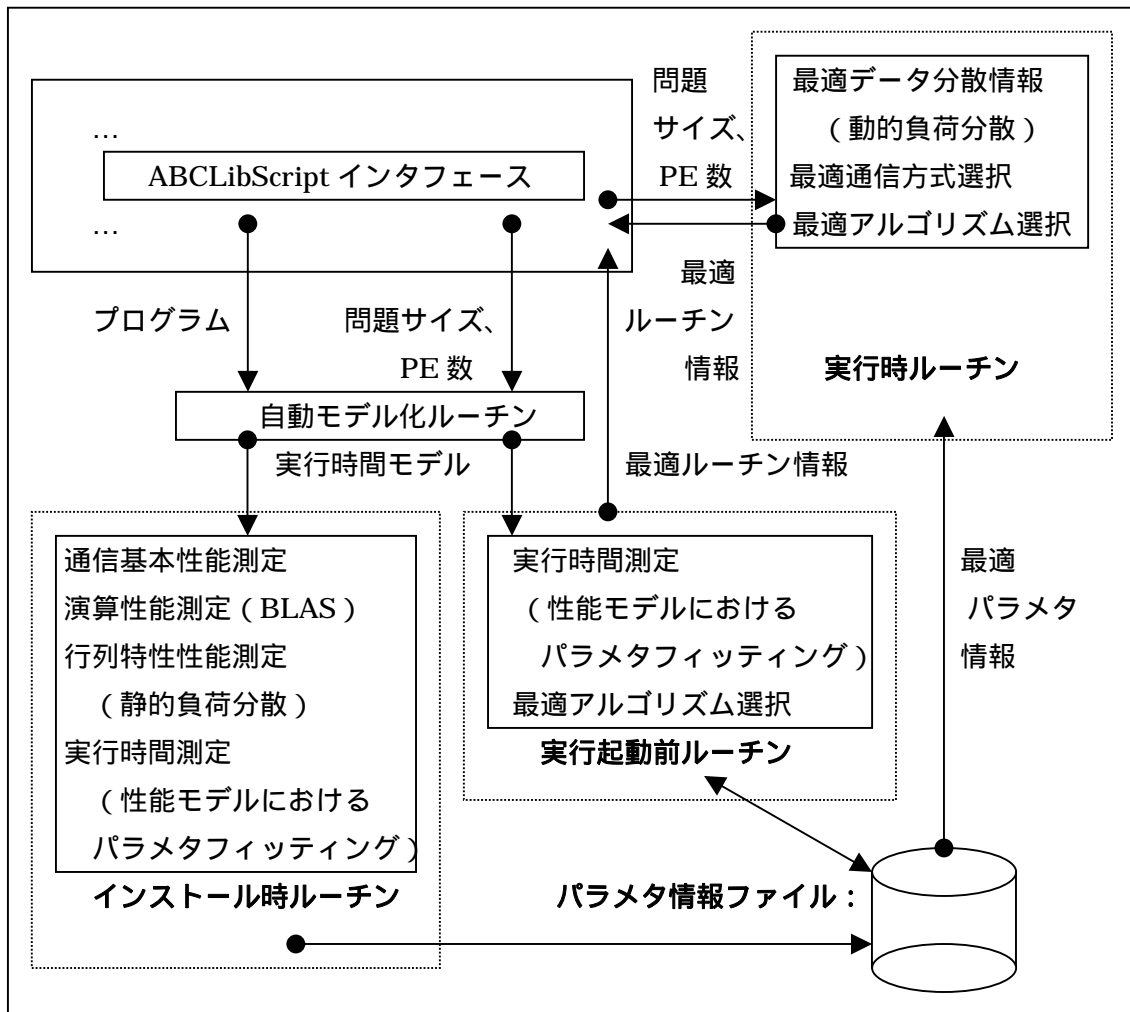 …
ABCLibScript インタフェース
…
問題
サイズ、
PE 数
最適データ分散情報
（動的負荷分散）
最適通信方式選択
最適アルゴリズム選択
実行時ルーチン
最適
ルーチン
情報
プログラム
問題サイズ、
PE 数
自動モデル化ルーチン
実行時間モデル
最適ルーチン情報
通信基本性能測定
演算性能測定（BLAS）
行列特性性能測定
（静的負荷分散）
実行時間測定
（性能モデルにおける
パラメタフィッティング）
インストール時ルーチン
実行時間測定
（性能モデルにおける
パラメタフィッティング）
最適アルゴリズム選択
実行起動前ルーチン
最適
パラメタ
情報
パラメタ情報ファイル：